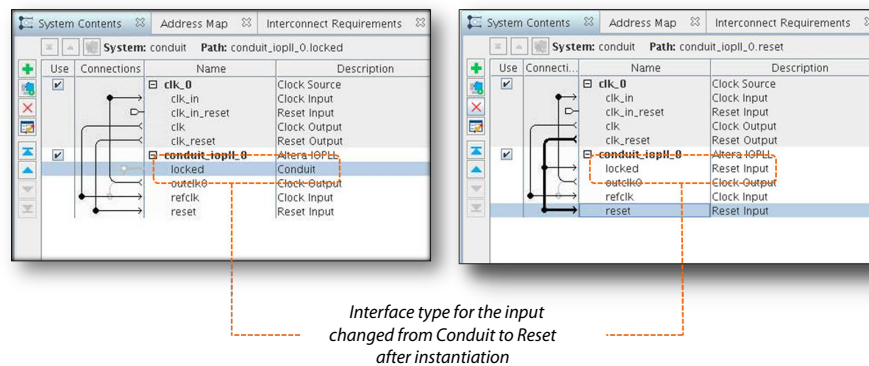 System Contents Address Map Interconnect Requirements
System: conduit Path: conduit_iopll_0.locked
Use Connections Name Description
clk_0 Clock Source
clk_in Clock Input
clk_in_reset Reset Input
clk Clock Output
clk_reset Reset Output
conduit_iopll_0 Altera IOPLL
locked Conduit
outclk0 Clock Output
refclk Clock Input
reset Reset Input
System Contents Address Map Interconnect Requirements
System: conduit Path: conduit_iopll_0.reset
Use Connecti... Name Description
clk_0 Clock Source
clk_in Clock Input
clk_in_reset Reset Input
clk Clock Output
clk_reset Reset Output
conduit_iopll_0 Altera IOPLL
locked Reset Input
outclk0 Clock Output
refclk Clock Input
reset Reset Input
Interface type for the input
changed from Conduit to Reset
after instantiation